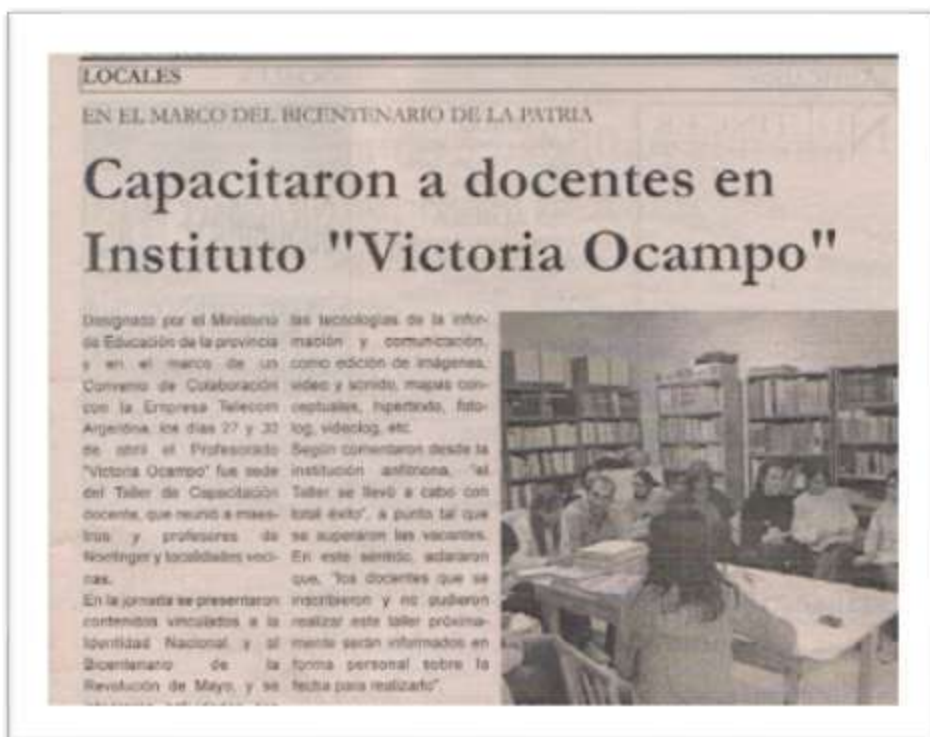 LOCALES
EN EL MARCO DEL BICENTENARIO DE LA PATRIA
Capacitaron a docentes en
Instituto "Victoria Ocampo"
Designado por el Ministerio
de Educación de la provincia
y en el marco de un
Convenio de Colaboración
con la Empresa Telecom
Argentina, los días 27 y
de abril el Profesorado
"Victoria Ocampo" fue sede
del Taller de Capacitación
docente, que reunió a maes-
tros y profesores de
y localidades veci-
nas.
En la jornada se presentaron
contenidos vinculados a la
Identidad Nacional y al
Bicentenario de la
Revolución de Mayo, y se
las tecnologías de la infor-
mación y comunicación,
como edición de imágenes,
video y sonido, mapas con-
ceptuales, hipertexto, foto-
log, videolog, etc.
Según comentaron desde la
institución anfitriona, "el
Taller se llevó a cabo con
total éxito", a punto tal que
se superaron las vacantes.
En este sentido, aclararon
que, "los docentes que se
inscribieron y no pudieron
realizar este taller próxima-
mente serán informados en
forma personal sobre la
fecha para realizarlo".